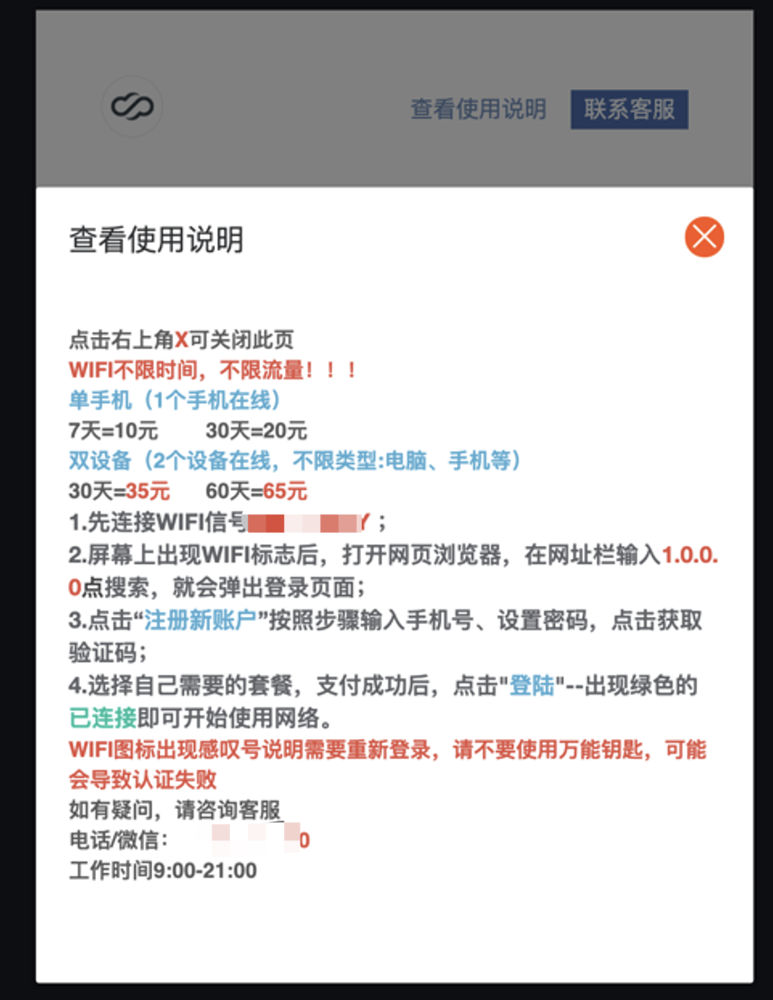 查看使用说明 联系客服
查看使用说明
点击右上角X可关闭此页
WIFI不限时间，不限流量！！！
单手机（1个手机在线）
7天=10元 30天=20元
双设备（2个设备在线，不限类型:电脑、手机等）
30天=35元 60天=65元
1.先连接WIFI信号Y；
2.屏幕上出现WIFI标志后，打开网页浏览器，在网址栏输入1.0.0.
0点搜索，就会弹出登录页面；
3.点击“注册新账户”按照步骤输入手机号、设置密码，点击获取
验证码；
4.选择自己需要的套餐，支付成功后，点击"登陆"--出现绿色的
已连接即可开始使用网络。
WIFI图标出现感叹号说明需要重新登录，请不要使用万能钥匙，可能
会导致认证失败
如有疑问，请咨询客服
电话/微信：0
工作时间9:00-21:00